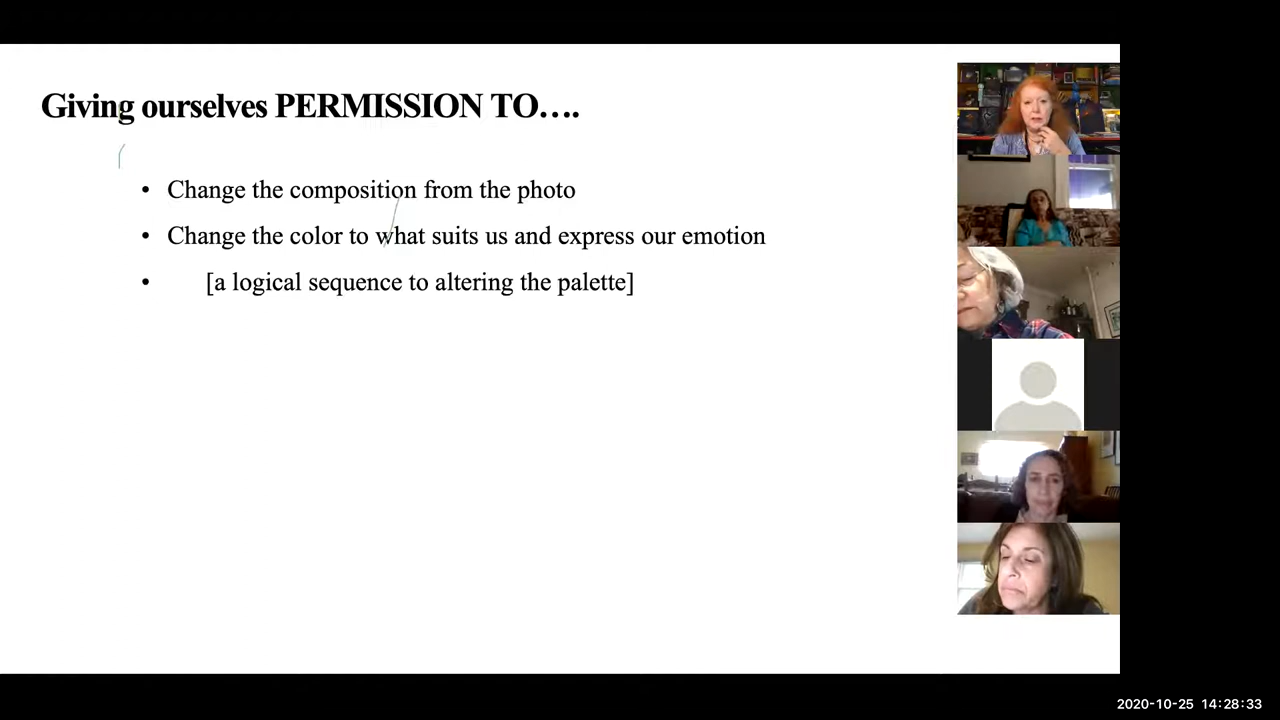 Giving ourselves PERMISSION TO….
• Change the composition from the photo
• Change the color to what suits us and express our emotion
• [a logical sequence to altering the palette]
2020-10-25 14:28:33